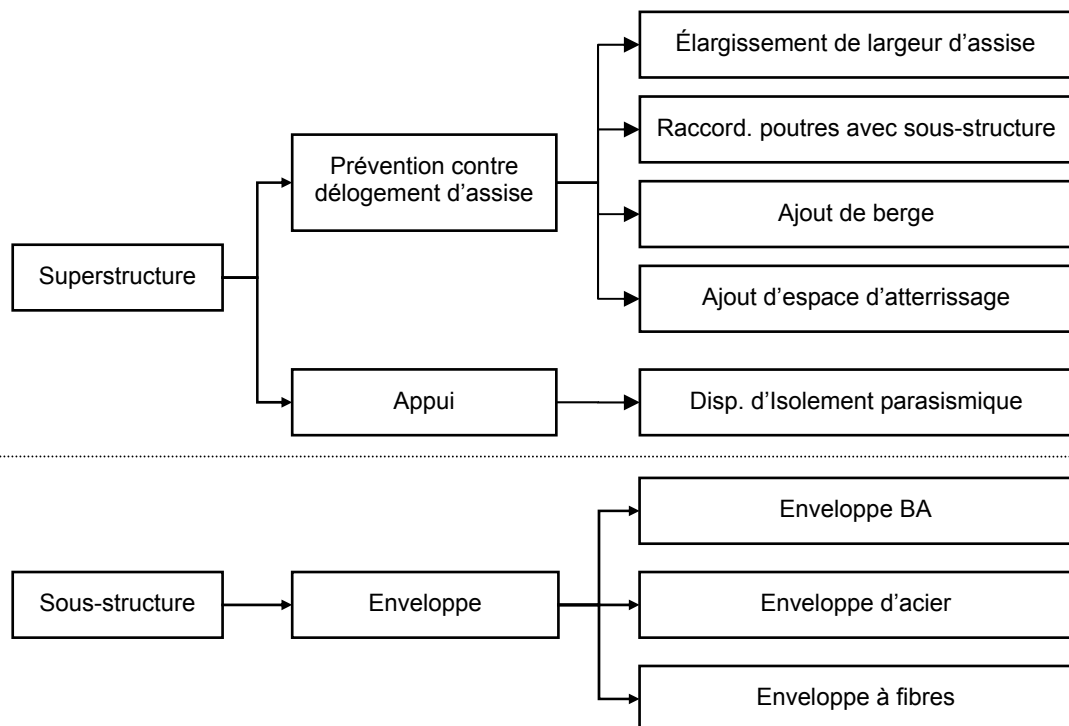 Élargissement de largeur d’assise
Raccord. poutres avec sous-structure
Prévention contre
délogement d’assise
Ajout de berge
Superstructure
Ajout d’espace d’atterrissage
Appui
Disp. d’Isolement parasismique
Enveloppe BA
Sous-structure
Enveloppe
Enveloppe d’acier
Enveloppe à fibres